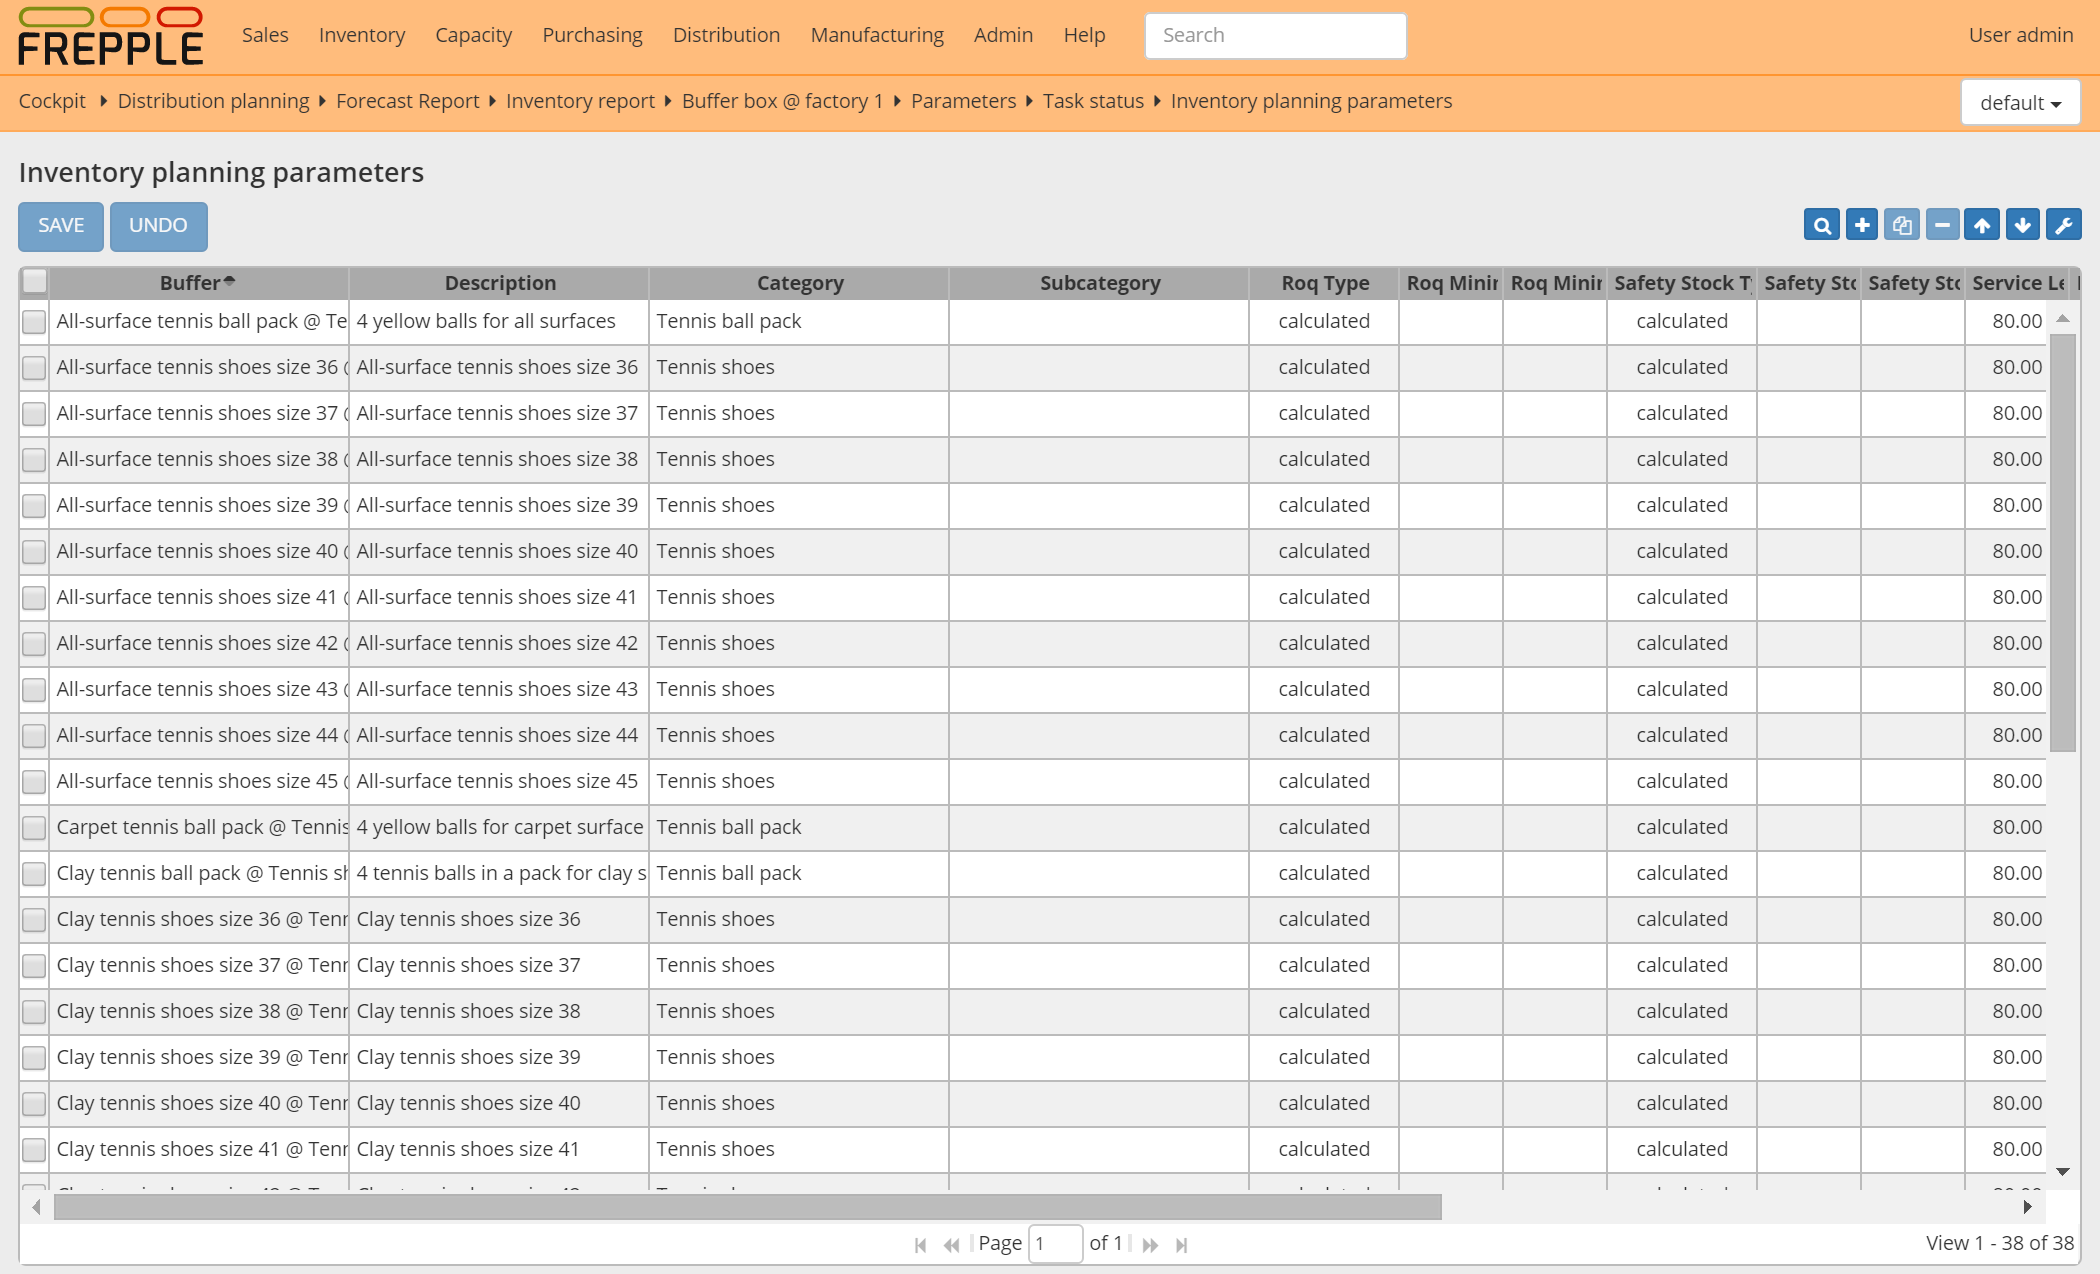 FREPPLE Sales Inventory Capacity Purchasing Distribution Manufacturing Admin Help Search User admin
Cockpit Distribution planning Forecast Report Inventory report Buffer box @ factory 1 Parameters Task status Inventory planning parameters default
Inventory planning parameters
SAVE UNDO
Buffer Description Category Subcategory Roq Type Roq Minir Roq Minir Safety Stock T Safety Sto Safety Sto Service Le
All-surface tennis ball pack @ Te 4 yellow balls for all surfaces Tennis ball pack calculated calculated 80.00
All-surface tennis shoes size 36 All-surface tennis shoes size 36 Tennis shoes calculated calculated 80.00
All-surface tennis shoes size 37 All-surface tennis shoes size 37 Tennis shoes calculated calculated 80.00
All-surface tennis shoes size 38 All-surface tennis shoes size 38 Tennis shoes calculated calculated 80.00
All-surface tennis shoes size 39 All-surface tennis shoes size 39 Tennis shoes calculated calculated 80.00
All-surface tennis shoes size 40 All-surface tennis shoes size 40 Tennis shoes calculated calculated 80.00
All-surface tennis shoes size 41 All-surface tennis shoes size 41 Tennis shoes calculated calculated 80.00
All-surface tennis shoes size 42 All-surface tennis shoes size 42 Tennis shoes calculated calculated 80.00
All-surface tennis shoes size 43 All-surface tennis shoes size 43 Tennis shoes calculated calculated 80.00
All-surface tennis shoes size 44 All-surface tennis shoes size 44 Tennis shoes calculated calculated 80.00
All-surface tennis shoes size 45 All-surface tennis shoes size 45 Tennis shoes calculated calculated 80.00
Carpet tennis ball pack @ Tennis 4 yellow balls for carpet surface Tennis ball pack calculated calculated 80.00
Clay tennis ball pack @ Tennis sh 4 tennis balls in a pack for clay s Tennis ball pack calculated calculated 80.00
Clay tennis shoes size 36 @ Tenn Clay tennis shoes size 36 Tennis shoes calculated calculated 80.00
Clay tennis shoes size 37 @ Tenn Clay tennis shoes size 37 Tennis shoes calculated calculated 80.00
Clay tennis shoes size 38 @ Tenn Clay tennis shoes size 38 Tennis shoes calculated calculated 80.00
Clay tennis shoes size 39 @ Tenn Clay tennis shoes size 39 Tennis shoes calculated calculated 80.00
Clay tennis shoes size 40 @ Tenn Clay tennis shoes size 40 Tennis shoes calculated calculated 80.00
Clay tennis shoes size 41 @ Tenn Clay tennis shoes size 41 Tennis shoes calculated calculated 80.00
Page 1 of 1 View 1 - 38 of 38